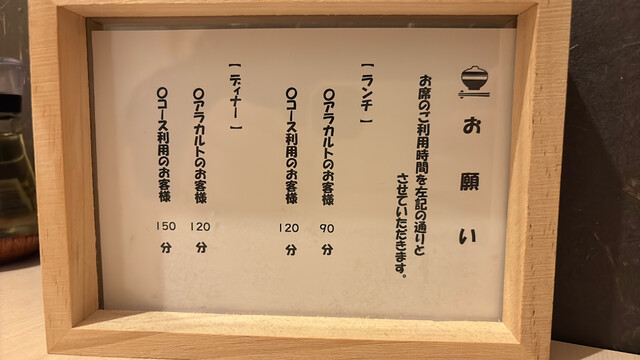 お願い
お席のご利用時間を左記の通りと
させていただきます。
【ランチ】
〇アラカルトのお客様 90分
〇コース利用のお客様 120分
【ディナー】
〇アラカルトのお客様 120分
〇コース利用のお客様 150分